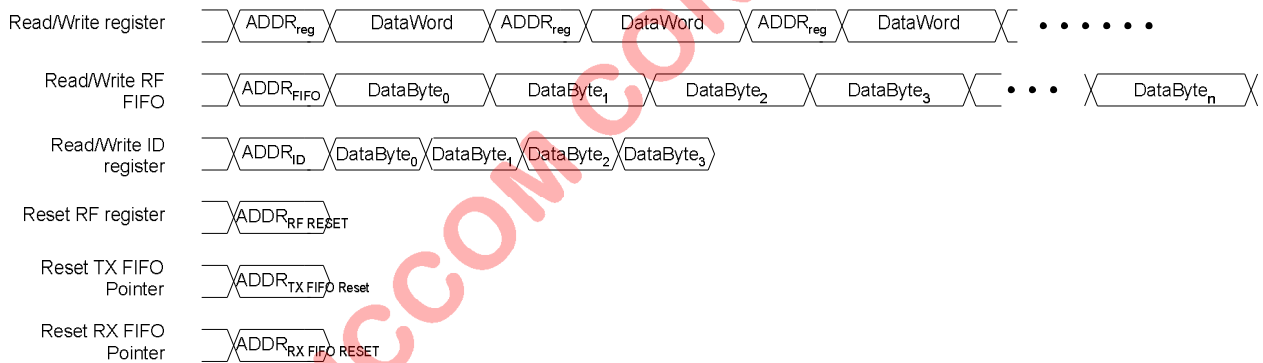 Read/Write register ADDRreg DataWord ADDRreg DataWord ADDRreg DataWord
Read/Write RF
FIFO
ADDRFIFO DataByte0 DataByte1 DataByte2 DataByte3 DataByten
Read/Write ID
register
ADDRID DataByte0 DataByte1 DataByte2 DataByte3
Reset RF register ADDRRF RESET
Reset TX FIFO
Pointer
ADDRTX FIFO Reset
Reset RX FIFO
Pointer
ADDRRX FIFO RESET
CCOM CON